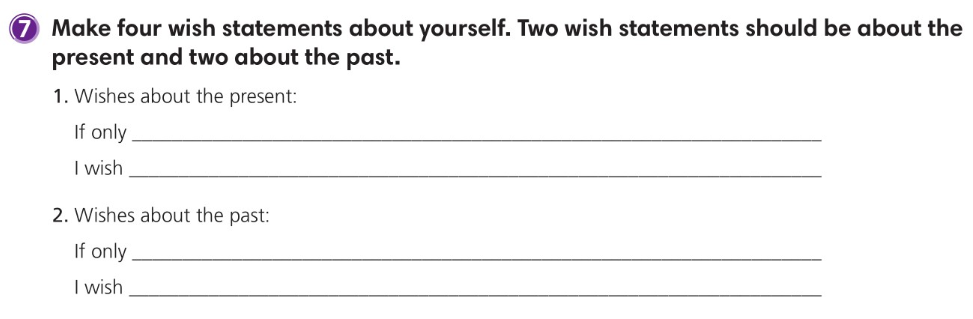 7 Make four wish statements about yourself. Two wish statements should be about the
present and two about the past.
1. Wishes about the present:
If only
I wish
2. Wishes about the past:
If only
I wish